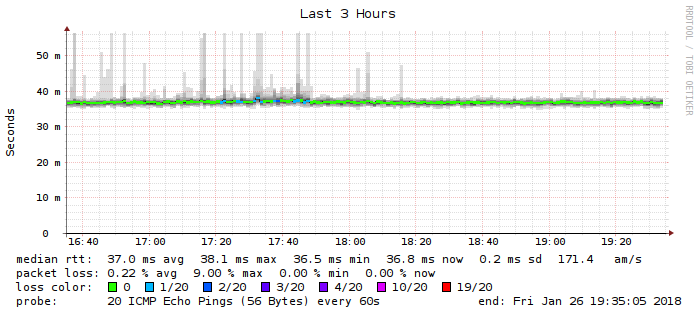 Last 3 Hours
RRDTOOL / TOBI OETIKER
Seconds
50 m
40 m
30 m
20 m
10 m
0
16:40 17:00 17:20 17:40 18:00 18:20 18:40 19:00 19:20
median rtt: 37.0 ms avg 38.1 ms max 36.5 ms min 36.8 ms now 0.2 ms sd 171.4 am/s
packet loss: 0.22 % avg 9.00 % max 0.00 % min 0.00 % now
loss color: 0 1/20 2/20 3/20 4/20 10/20 19/20
probe: 20 ICMP Echo Pings (56 Bytes) every 60s end: Fri Jan 26 19:35:05 2018